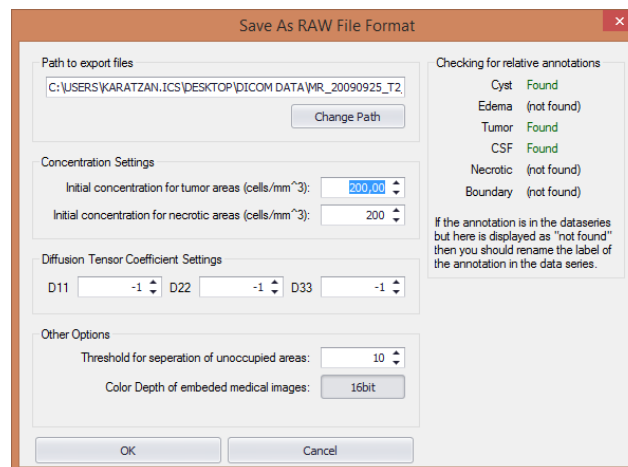 Save As RAW File Format
Path to export files
C:\USERS\KARATZAN.ICS\DESKTOP\DICOM DATA\MR_20090925_T2
Change Path
Concentration Settings
Initial concentration for tumor areas (cells/mm^3): 200,00
Initial concentration for necrotic areas (cells/mm^3): 200
Diffusion Tensor Coefficient Settings
D11 -1 D22 -1 D33 -1
Other Options
Threshold for seperation of unoccupied areas: 10
Color Depth of embeded medical images: 16bit
OK Cancel
Checking for relative annotations
Cyst Found
Edema (not found)
Tumor Found
CSF Found
Necrotic (not found)
Boundary (not found)
If the annotation is in the dataseries
but here is displayed as "not found"
then you should rename the label of
the annotation in the data series.